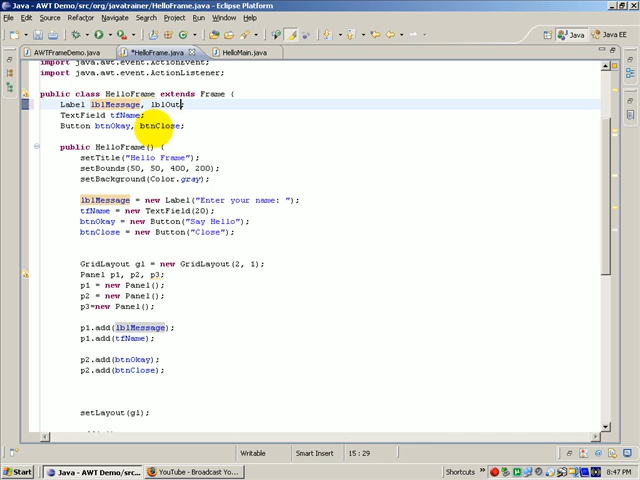 Java - AWT Demo/src/org/javatrainer/HelloFrame.java - Eclipse Platform
File Edit Source Refactor Navigate Search Project Run Window Help
Java Java Browsing
AWTFrameDemo.java *HelloFrame.java HelloMain.java
import java.awt.event.ActionEvent;
import java.awt.event.ActionListener;
public class HelloFrame extends Frame {
Label lblMessage, lblOut;
TextField tfName;
Button btnOkay, btnClose;
public HelloFrame() {
setTitle("Hello Frame");
setBounds(50, 50, 400, 200);
setBackground(Color.gray);
lblMessage = new Label("Enter your name: ");
tfName = new TextField(20);
btnOkay = new Button("Say Hello");
btnClose = new Button("Close");
GridLayout gl = new GridLayout(2, 1);
Panel p1, p2, p3;
p1 = new Panel();
p2 = new Panel();
p3=new Panel();
p1.add(lblMessage);
p1.add(tfName);
p2.add(btnOkay);
p2.add(btnClose);
setLayout(gl);
Writable Smart Insert 15 : 29
Start Java - AWT Demo/src... YouTube - Broadcast Yo... Shortcuts 8:47 PM